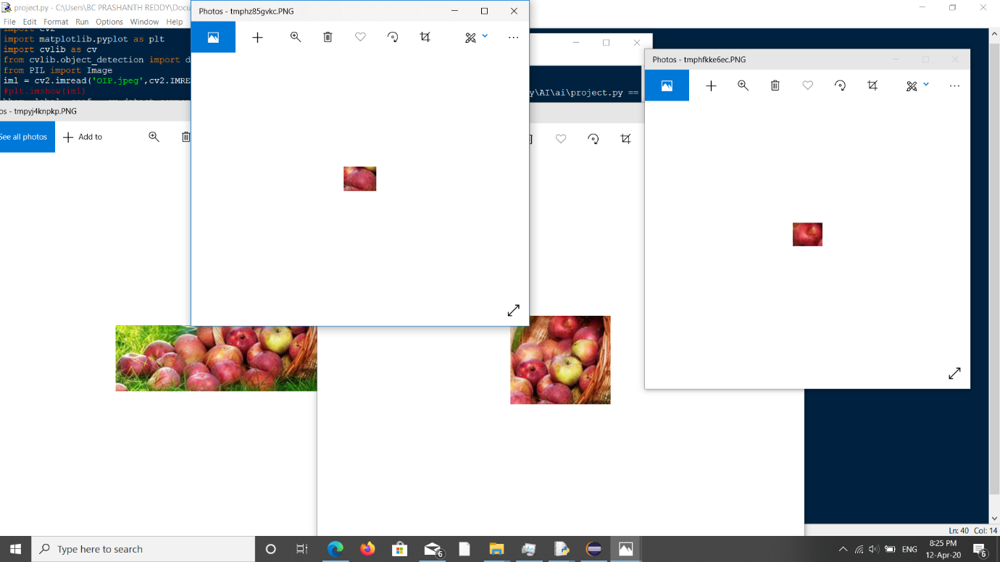 project.py - C:\Users\BC PRASHANTH REDDY\Docu
File Edit Format Run Options Window Help
import cv2
import matplotlib.pyplot as plt
import cvlib as cv
from cvlib.object_detection import d
from PIL import Image
iml = cv2.imread('OIP.jpeg',cv2.IMRE
#plt.imshow(iml)
y\AI\ai\project.py ==
Photos - tmphz85gvkc.PNG
Photos - tmphfkke6ec.PNG
os - tmpyj4knpkp.PNG
See all photos
Add to
Ln: 40 Col: 14
Type here to search
6
ENG
8:25 PM
12-Apr-20
6